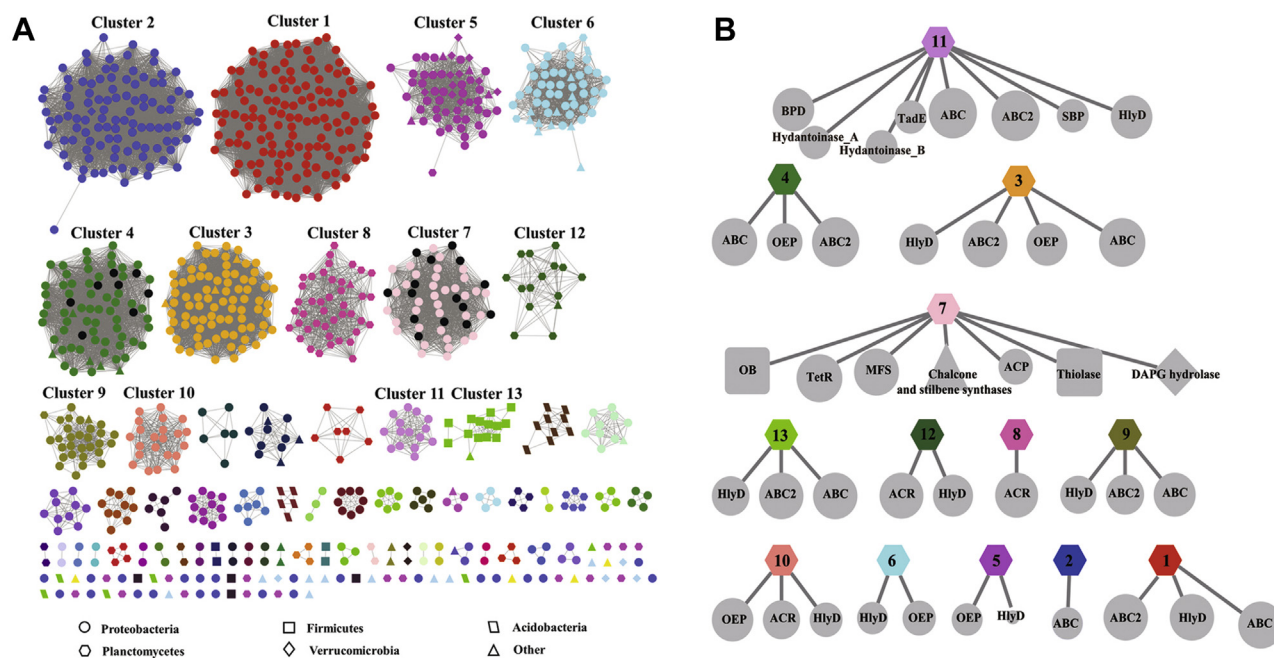 A
Cluster 2
Cluster 1
Cluster 5
Cluster 6
Cluster 4
Cluster 3
Cluster 8
Cluster 7
Cluster 12
Cluster 9
Cluster 10
Cluster 11
Cluster 13
Proteobacteria
Firmicutes
Acidobacteria
Planctomycetes
Verrucomicrobia
Other
B
11
BPD
Hydantoinase_A
Hydantoinase_B
TadE
ABC
ABC2
SBP
HlyD
4
ABC
OEP
ABC2
3
HlyD
ABC2
OEP
ABC
7
OB
TetR
MFS
Chalcone
and stilbene synthases
ACP
Thiolase
DAPG hydrolase
13
HlyD
ABC2
ABC
12
ACR
HlyD
8
ACR
9
HlyD
ABC2
ABC
10
OEP
ACR
HlyD
6
HlyD
OEP
5
OEP
HlyD
2
ABC
1
ABC2
HlyD
ABC